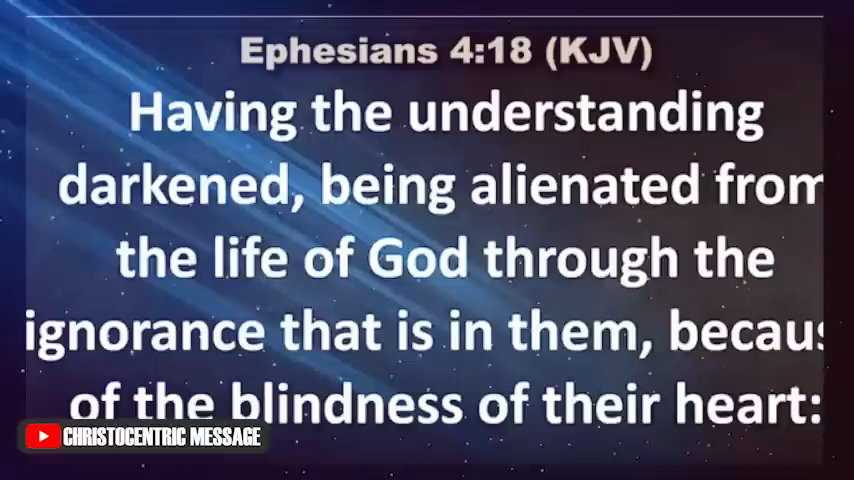 Ephesians 4:18 (KJV)
Having the understanding
darkened, being alienated from
the life of God through the
ignorance that is in them, becaus
of the blindness of their heart:
CHRISTOCENTRIC MESSAGE